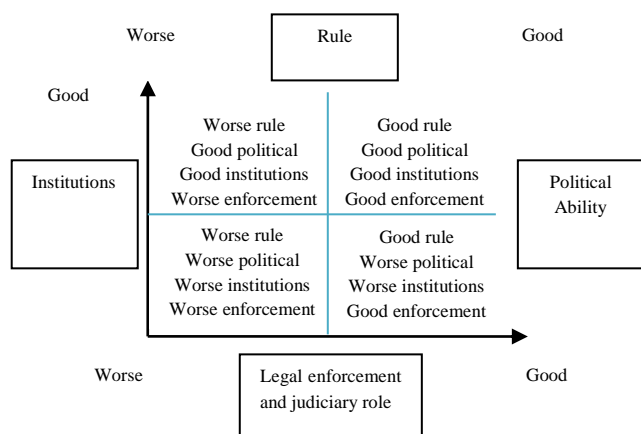 Worse
Rule
Good
Good
Worse rule
Good political
Good institutions
Worse enforcement
Good rule
Good political
Good institutions
Good enforcement
Institutions
Political
Ability
Worse rule
Worse political
Worse institutions
Worse enforcement
Good rule
Worse political
Worse institutions
Good enforcement
Worse
Legal enforcement
and judiciary role
Good